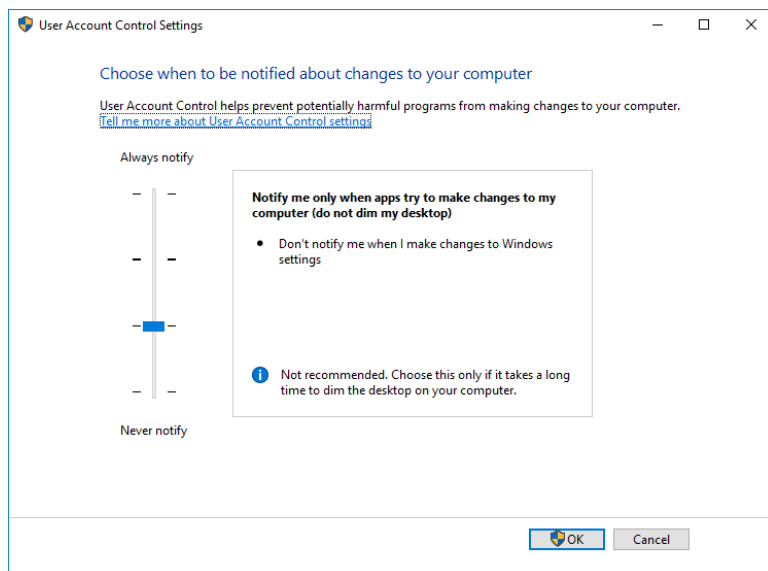 User Account Control Settings
Choose when to be notified about changes to your computer
User Account Control helps prevent potentially harmful programs from making changes to your computer.
Tell me more about User Account Control settings
Always notify
Notify me only when apps try to make changes to my
computer (do not dim my desktop)
• Don't notify me when I make changes to Windows
settings
Not recommended. Choose this only if it takes a long
time to dim the desktop on your computer.
Never notify
OK
Cancel